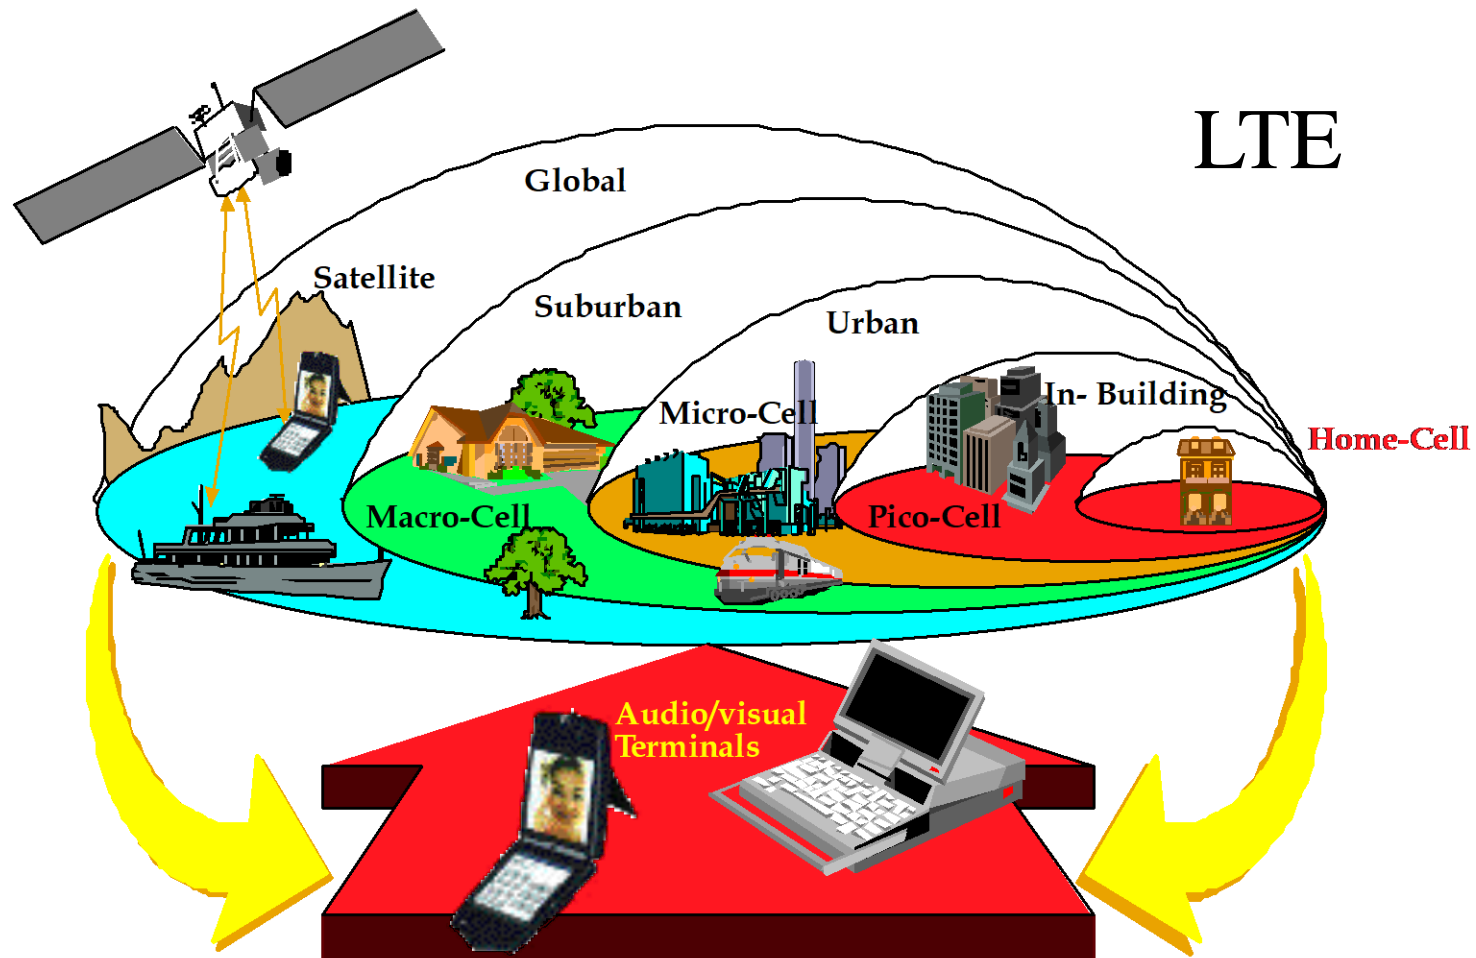 LTE
Global
Satellite
Suburban
Urban
Micro-Cell
In- Building
Home-Cell
Macro-Cell
Pico-Cell
Audio/visual
Terminals